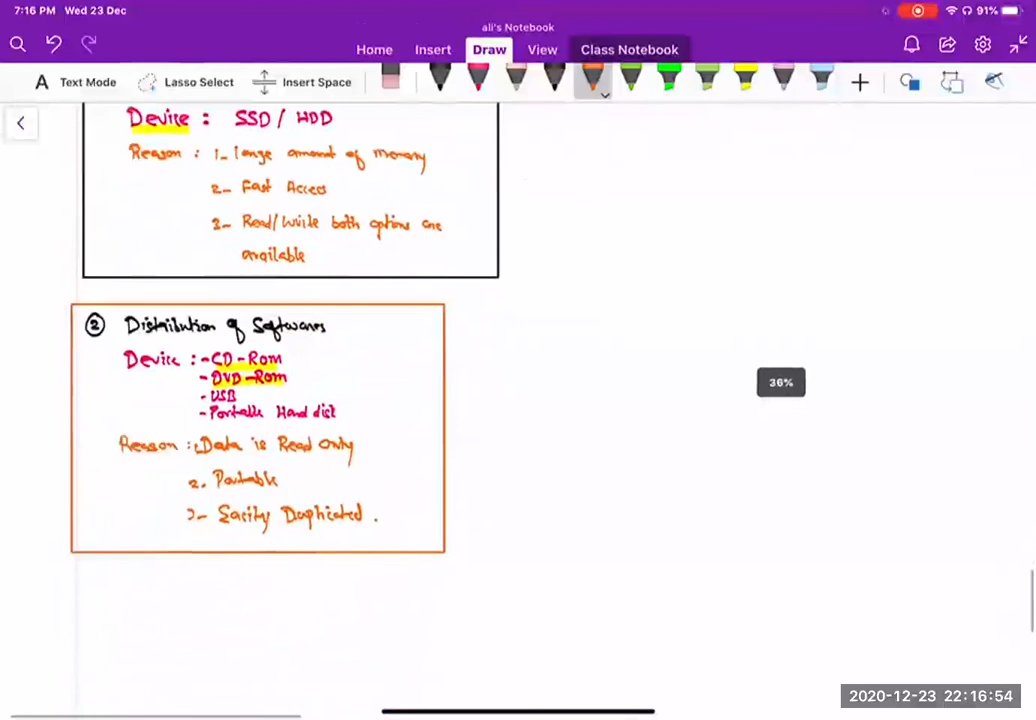 7:16 PM Wed 23 Dec
91%
ali's Notebook
Home Insert Draw View Class Notebook
A Text Mode Lasso Select Insert Space
Device : SSD / HDD
Reason : 1- large amount of memory
2- Fast Access
3- Read/Write both options are
available
② Distribution of Softwares
Device : - CD-Rom
- DVD-Rom
- USB
- Portable Hard disk
Reason : 1. Data is Read Only
2. Portable
3- Easily Duplicated .
36%
2020-12-23 22:16:54